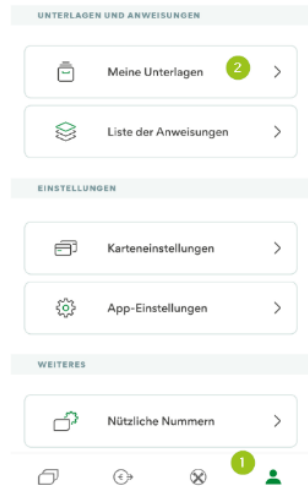 UNTERLAGEN UND ANWEISUNGEN
Meine Unterlagen 2
Liste der Anweisungen
EINSTELLUNGEN
Karteneinstellungen
App-Einstellungen
WEITERES
Nützliche Nummern
1